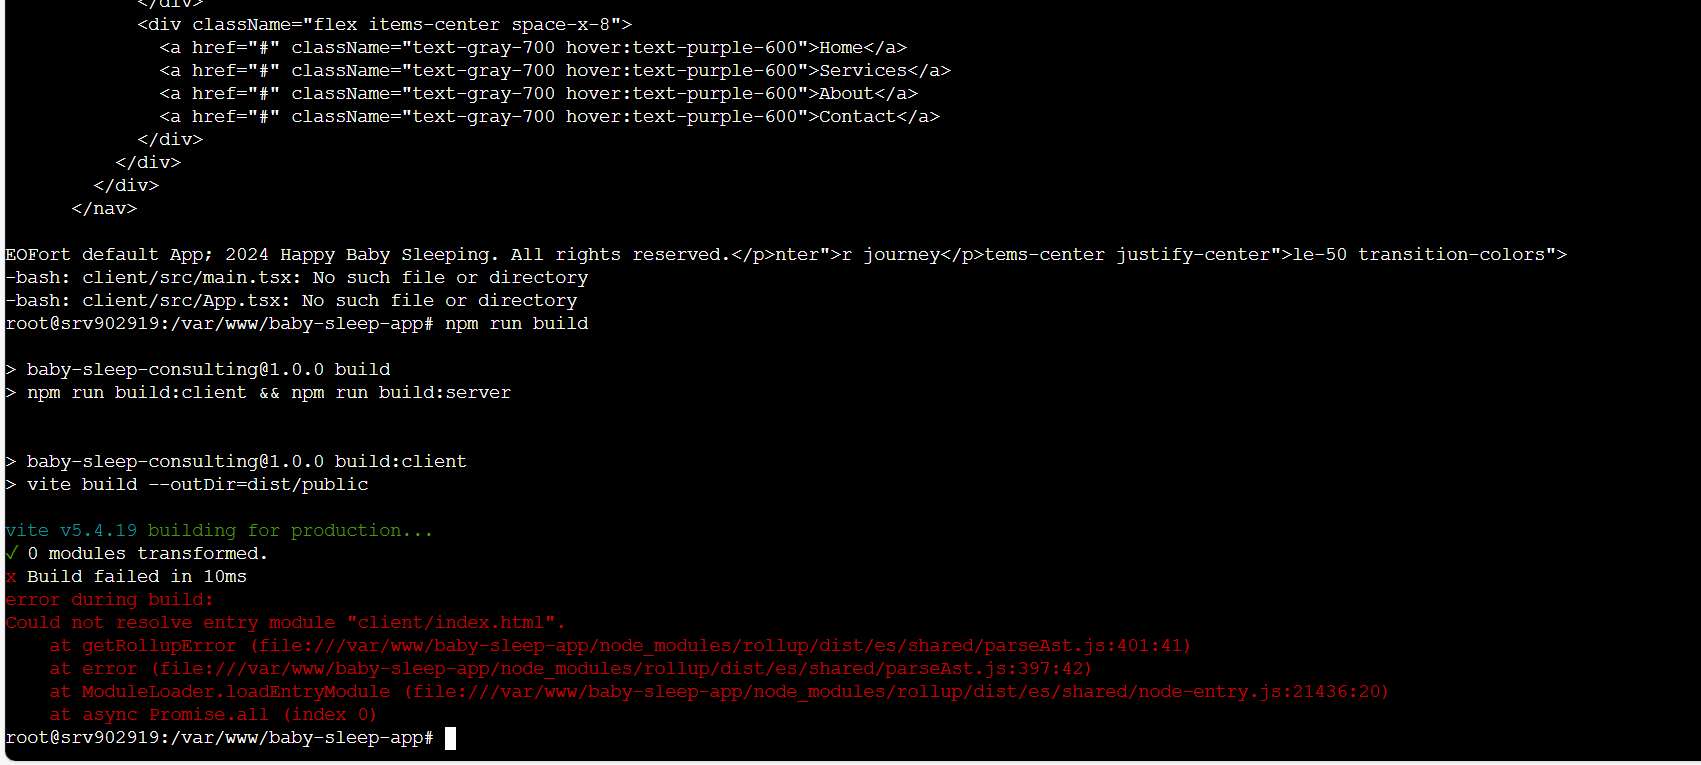 </div>
<div className="flex items-center space-x-8">
<a href="#" className="text-gray-700 hover:text-purple-600">Home</a>
<a href="#" className="text-gray-700 hover:text-purple-600">Services</a>
<a href="#" className="text-gray-700 hover:text-purple-600">About</a>
<a href="#" className="text-gray-700 hover:text-purple-600">Contact</a>
</div>
</div>
</div>
</nav>
EOFort default App; 2024 Happy Baby Sleeping. All rights reserved.</p>nter">r journey</p>tems-center justify-center">le-50 transition-colors">
-bash: client/src/main.tsx: No such file or directory
-bash: client/src/App.tsx: No such file or directory
root@srv902919:/var/www/baby-sleep-app# npm run build
> baby-sleep-consulting@1.0.0 build
> npm run build:client && npm run build:server
> baby-sleep-consulting@1.0.0 build:client
> vite build --outDir=dist/public
vite v5.4.19 building for production...
✓ 0 modules transformed.
x Build failed in 10ms
error during build:
Could not resolve entry module "client/index.html".
at getRollupError (file:///var/www/baby-sleep-app/node_modules/rollup/dist/es/shared/parseAst.js:401:41)
at error (file:///var/www/baby-sleep-app/node_modules/rollup/dist/es/shared/parseAst.js:397:42)
at ModuleLoader.loadEntryModule (file:///var/www/baby-sleep-app/node_modules/rollup/dist/es/shared/node-entry.js:21436:20)
at async Promise.all (index 0)
root@srv902919:/var/www/baby-sleep-app#